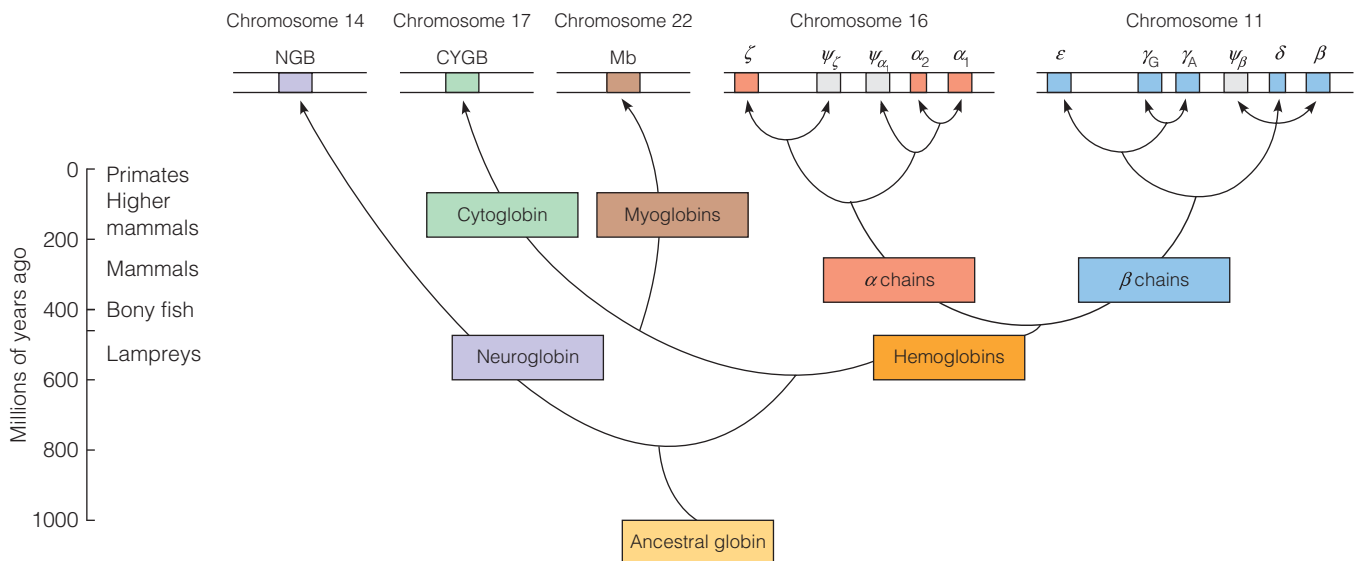 Chromosome 14 Chromosome 17 Chromosome 22 Chromosome 16 Chromosome 11
NGB CYGB Mb ζ ψζ ψα1 α2 α1 ε γG γA ψβ δ β
0 Primates
Higher
mammals
Cytoglobin Myoglobins
200
Mammals
α chains β chains
400 Bony fish
Lampreys
Neuroglobin Hemoglobins
600
800
1000
Ancestral globin
Millions of years ago